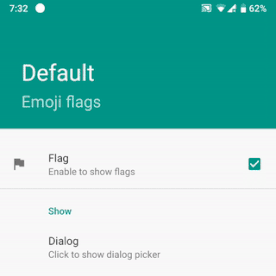 7:32 62%
Default
Emoji flags
Flag
Enable to show flags
Show
Dialog
Click to show dialog picker